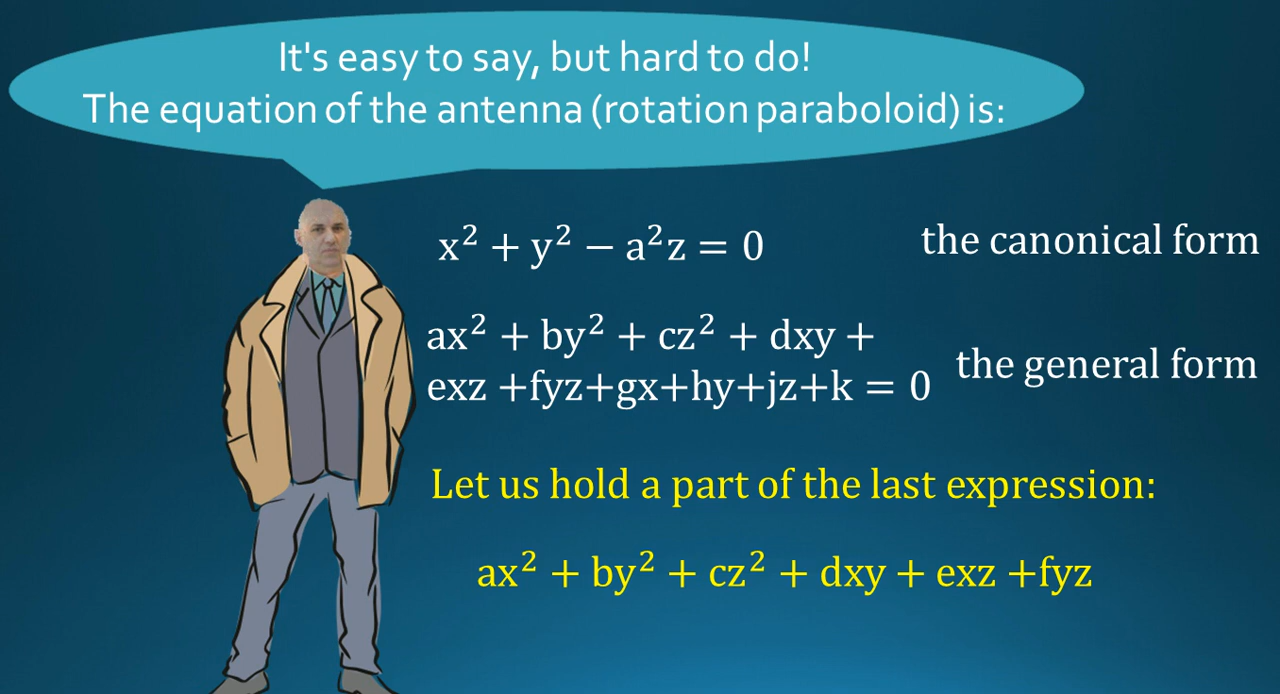 It's easy to say, but hard to do!
The equation of the antenna (rotation paraboloid) is:
x² + y² − a²z = 0
the canonical form
ax² + by² + cz² + dxy +
exz +fyz+gx+hy+jz+k = 0
the general form
Let us hold a part of the last expression:
ax² + by² + cz² + dxy + exz +fyz